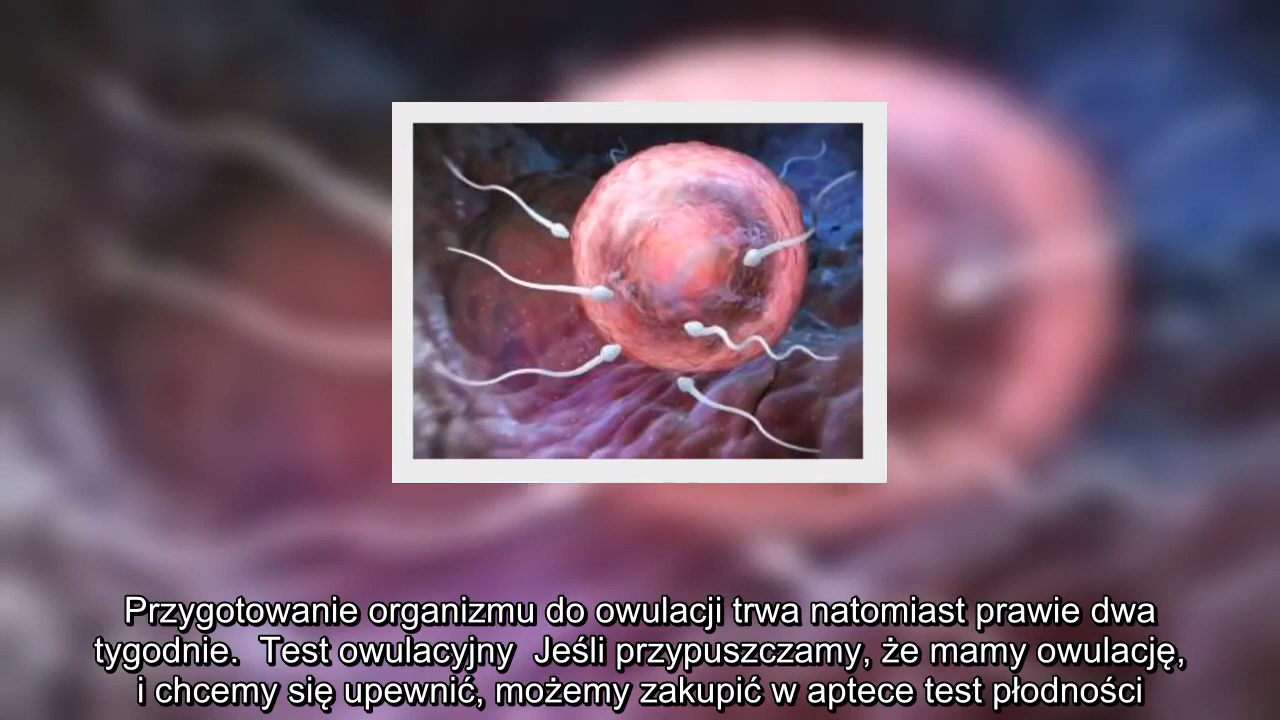 Przygotowanie organizmu do owulacji trwa natomiast prawie dwa
tygodnie.  Test owulacyjny  Jeśli przypuszczamy, że mamy owulację,
i chcemy się upewnić, możemy zakupić w aptece test płodności